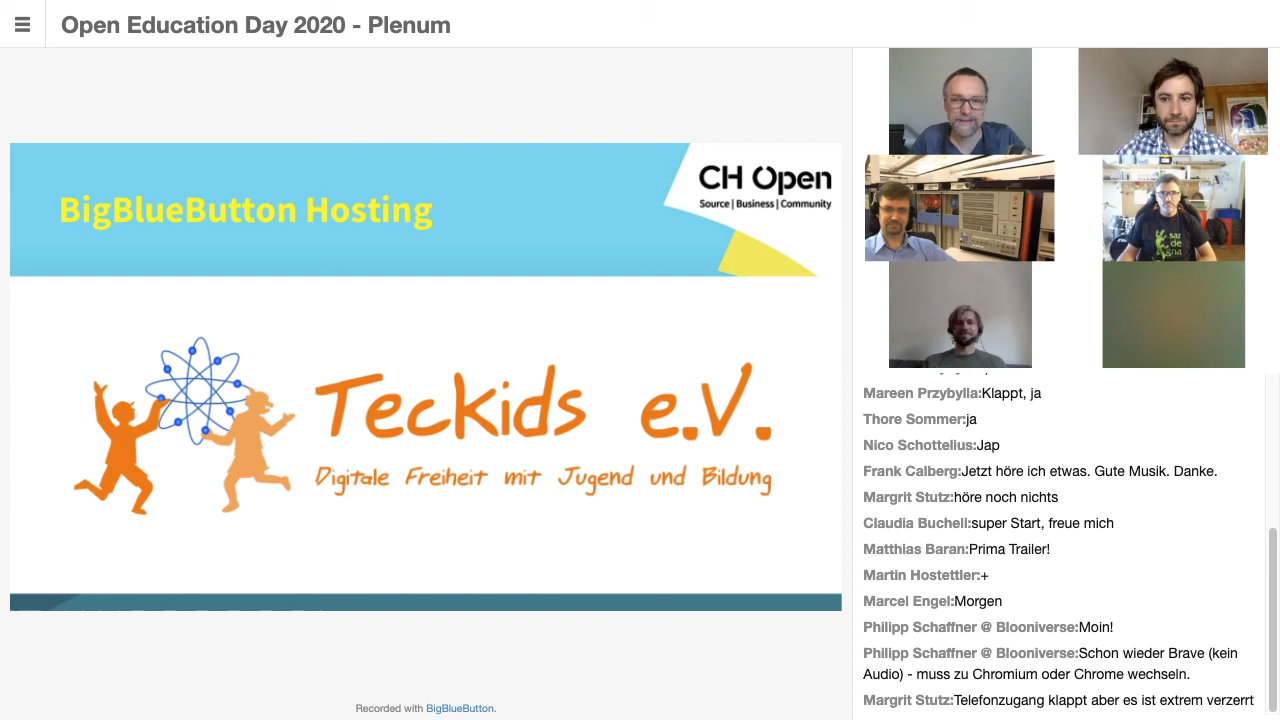 Open Education Day 2020 - Plenum
BigBlueButton Hosting
CH Open
Source | Business | Community
Teckids e.V.
Digitale Freiheit mit Jugend und Bildung
Recorded with BigBlueButton.
sar
de
gna
Mareen Przybylla:Klappt, ja
Thore Sommer:ja
Nico Schottelius:Jap
Frank Calberg:Jetzt höre ich etwas. Gute Musik. Danke.
Margrit Stutz:höre noch nichts
Claudia Bucheli:super Start, freue mich
Matthias Baran:Prima Trailer!
Martin Hostettler:+
Marcel Engel:Morgen
Philipp Schaffner @ Blooniverse:Moin!
Philipp Schaffner @ Blooniverse:Schon wieder Brave (kein
Audio) - muss zu Chromium oder Chrome wechseln.
Margrit Stutz:Telefonzugang klappt aber es ist extrem verzerrt